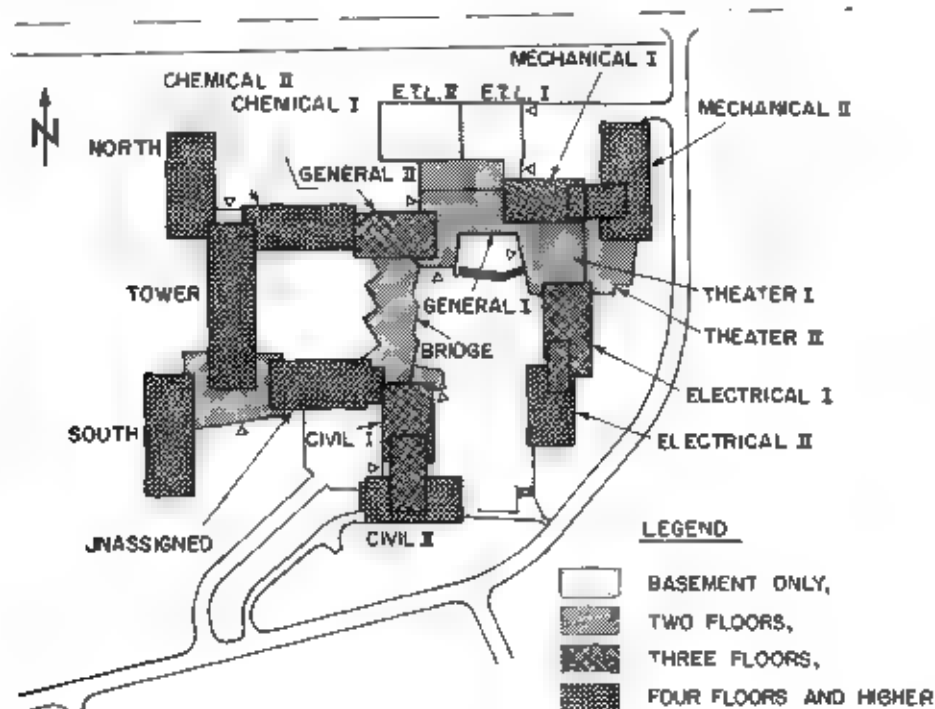 MECHANICAL I
CHEMICAL II
CHEMICAL I
E.T.L. II
E.T.L. I
MECHANICAL II
N
NORTH
GENERAL II
TOWER
GENERAL I
THEATER I
THEATER II
BRIDGE
ELECTRICAL I
SOUTH
CIVIL I
ELECTRICAL II
UNASSIGNED
CIVIL II
LEGEND
BASEMENT ONLY,
TWO FLOORS,
THREE FLOORS,
FOUR FLOORS AND HIGHER